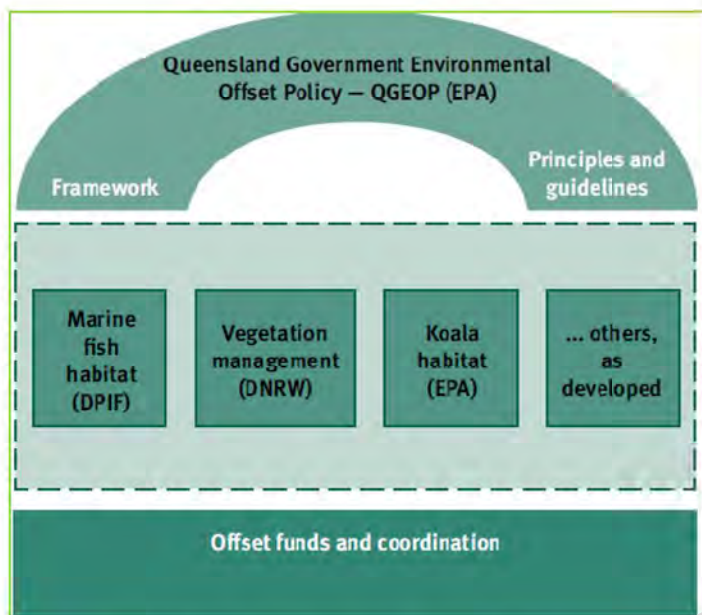 Queensland Government Environmental
Offset Policy — QGEOP (EPA)
Framework
Principles and
guidelines
Marine
fish
habitat
(DPIF)
Vegetation
management
(DNRW)
Koala
habitat
(EPA)
... others,
as
developed
Offset funds and coordination